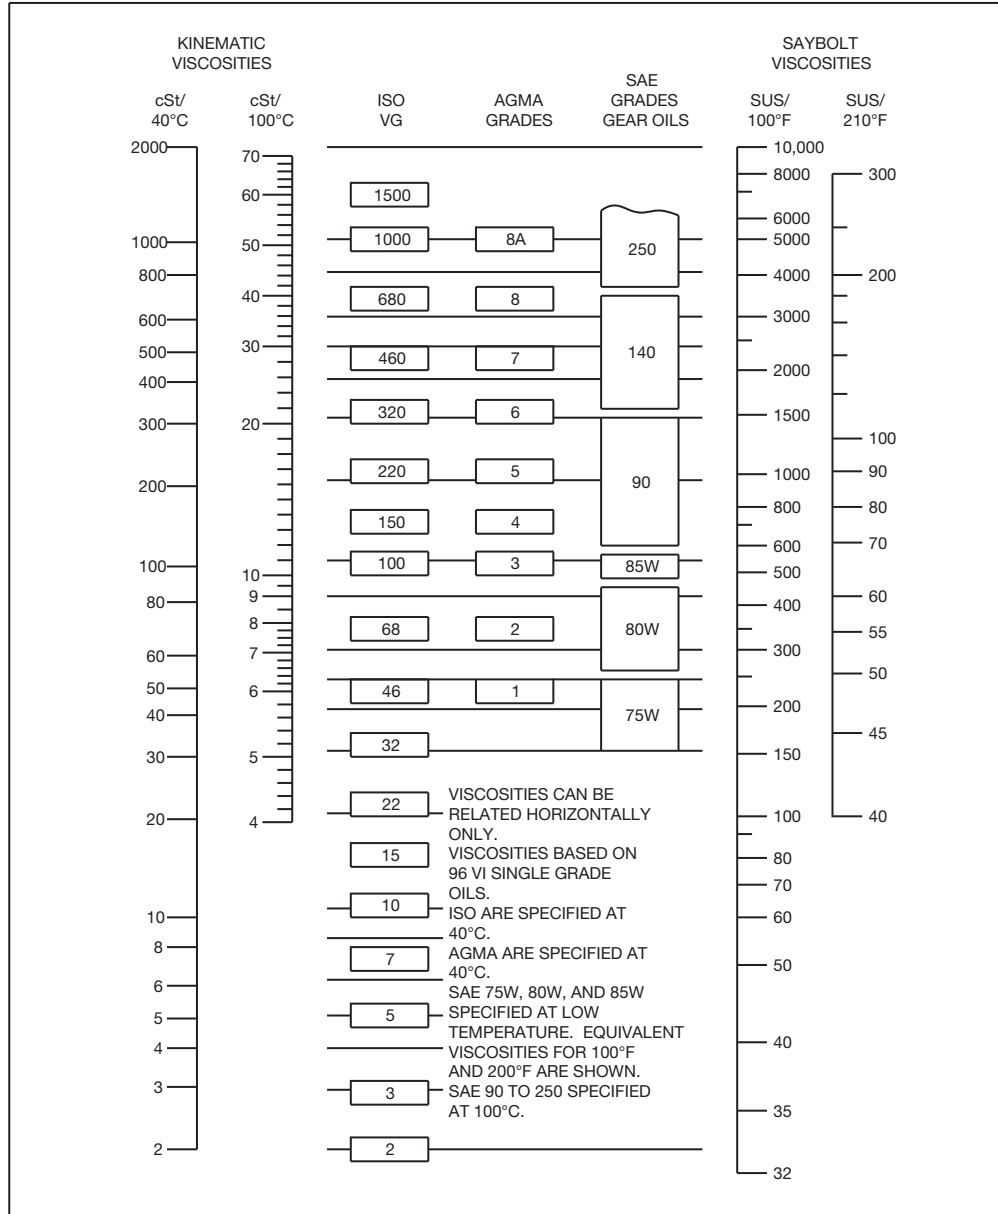 KINEMATIC
VISCOSITIES
SAYBOLT
VISCOSITIES
cSt/
40°C
cSt/
100°C
ISO
VG
AGMA
GRADES
SAE
GRADES
GEAR OILS
SUS/
100°F
SUS/
210°F
2000
1000
800
600
500
400
300
200
100
80
60
50
40
30
20
10
8
6
5
4
3
2
70
60
50
40
30
20
10
9
8
7
6
5
4
1500
1000
680
460
320
220
150
100
68
46
32
22
15
10
7
5
3
2
8A
8
7
6
5
4
3
2
1
250
140
90
85W
80W
75W
VISCOSITIES CAN BE
RELATED HORIZONTALLY
ONLY.
VISCOSITIES BASED ON
96 VI SINGLE GRADE
OILS.
ISO ARE SPECIFIED AT
40°C.
AGMA ARE SPECIFIED AT
40°C.
SAE 75W, 80W, AND 85W
SPECIFIED AT LOW
TEMPERATURE. EQUIVALENT
VISCOSITIES FOR 100°F
AND 200°F ARE SHOWN.
SAE 90 TO 250 SPECIFIED
AT 100°C.
10,000
8000
6000
5000
4000
3000
2000
1500
1000
800
600
500
400
300
200
150
100
80
70
60
50
40
35
32
300
200
100
90
80
70
60
55
50
45
40